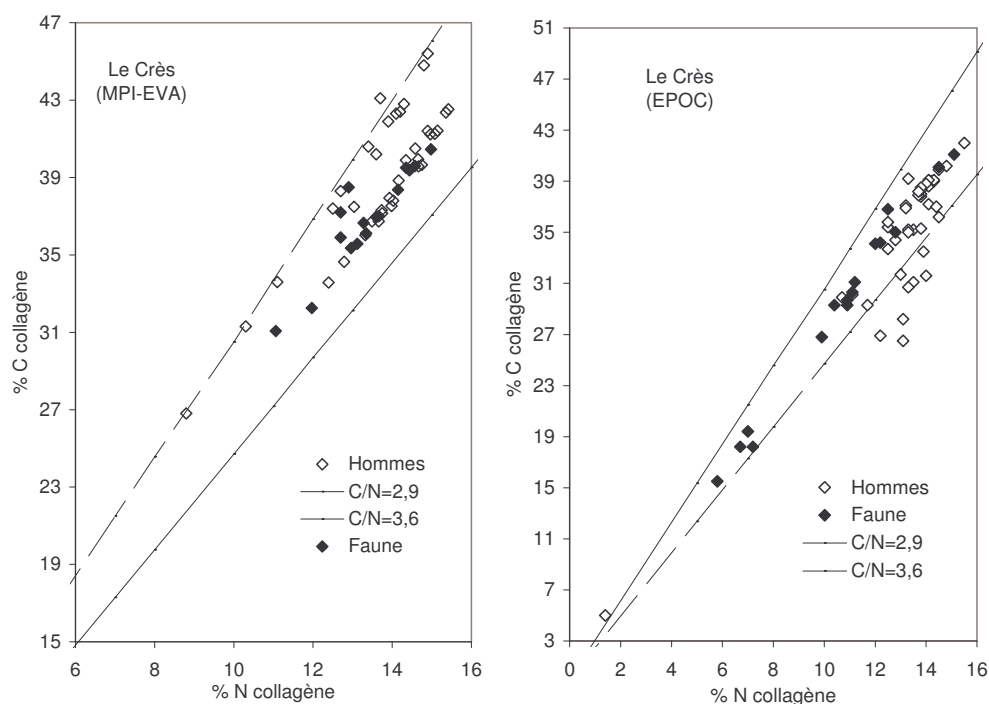 47
43
39
35
31
27
23
19
15
% C collagène
Le Crès
(MPI-EVA)
Hommes
C/N=2,9
C/N=3,6
Faune
6 8 10 12 14 16
% N collagène
51
47
43
39
35
31
27
23
19
15
11
7
3
% C collagène
Le Crès
(EPOC)
Hommes
Faune
C/N=2,9
C/N=3,6
0 2 4 6 8 10 12 14 16
% N collagène